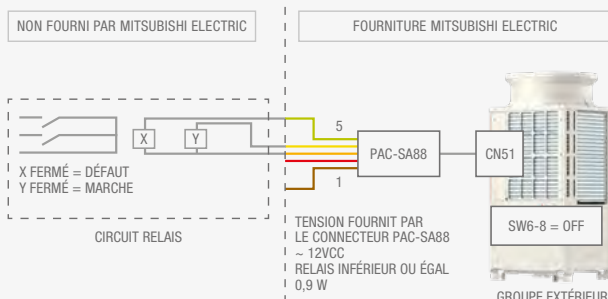 NON FOURNI PAR MITSUBISHI ELECTRIC
FOURNITURE MITSUBISHI ELECTRIC
X
Y
X FERMÉ = DÉFAUT
Y FERMÉ = MARCHE
CIRCUIT RELAIS
5
1
PAC-SA88
CN51
SW6-8 = OFF
TENSION FOURNIT PAR
LE CONNECTEUR PAC-SA88
~ 12VCC
RELAIS INFÉRIEUR OU ÉGAL
0,9 W
GROUPE EXTÉRIEUR